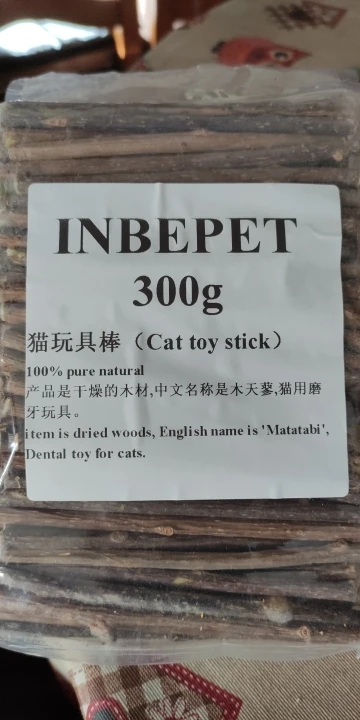 INBEPET
300g
猫玩具棒（Cat toy stick）
100% pure natural
产品是干燥的木材,中文名称是木天蓼,猫用磨
牙玩具。
item is dried woods, English name is 'Matatabi',
Dental toy for cats.